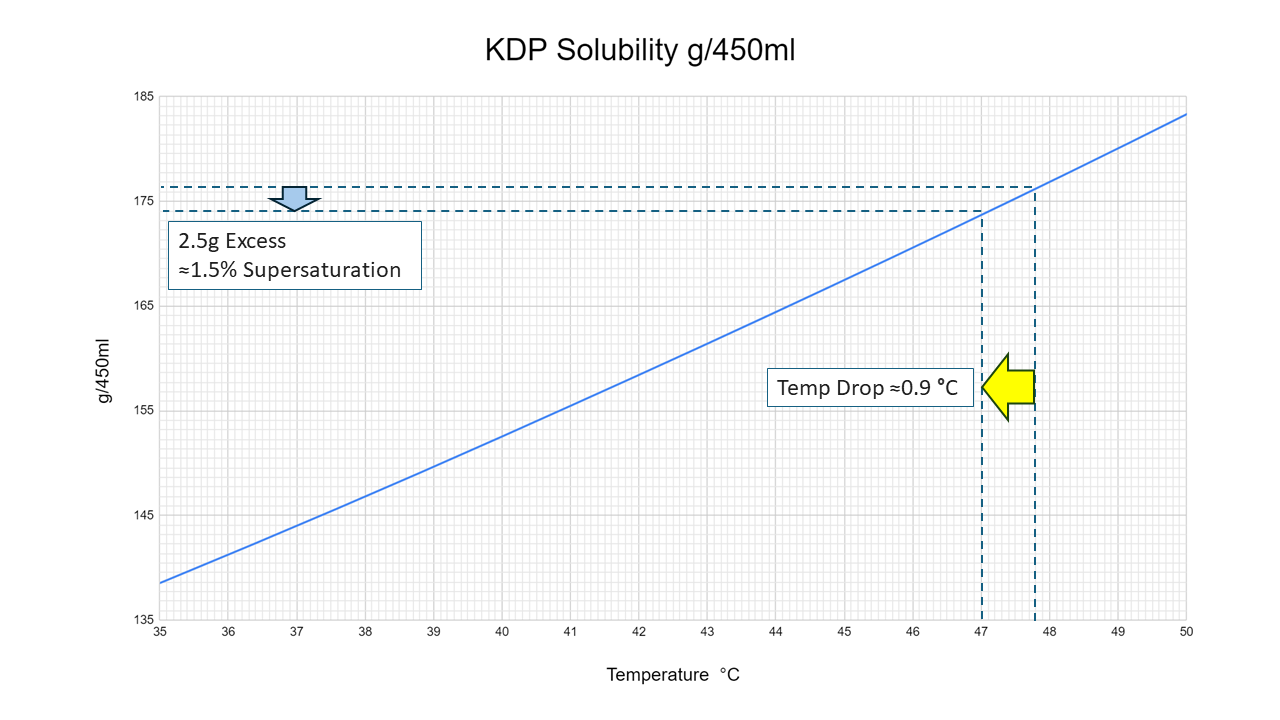 KDP Solubility g/450ml
185
175
165
155
145
135
g/450ml
2.5g Excess
≈1.5% Supersaturation
Temp Drop ≈0.9 °C
35 36 37 38 39 40 41 42 43 44 45 46 47 48 49 50
Temperature °C